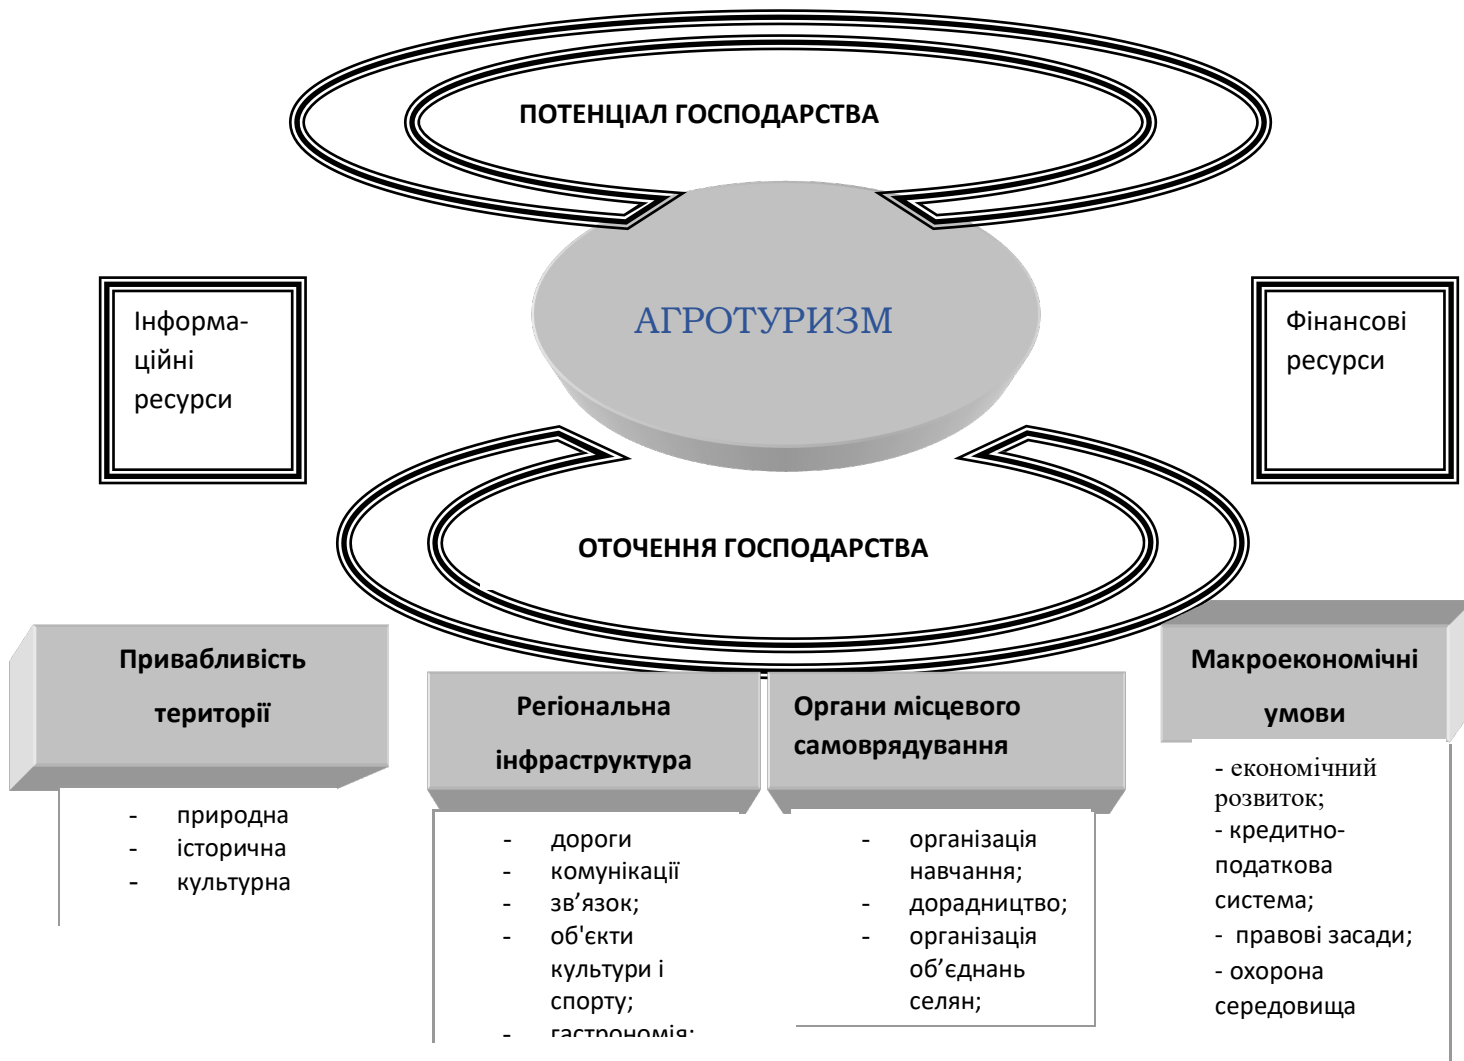 ПОТЕНЦІАЛ ГОСПОДАРСТВА
АГРОТУРИЗМ
Інформа-
ційні
ресурси
Фінансові
ресурси
ОТОЧЕННЯ ГОСПОДАРСТВА
Привабливість
території
- природна
- історична
- культурна
Регіональна
інфраструктура
- дороги
- комунікації
- зв’язок;
- об'єкти
культури і
спорту;
- гастрономія;
Органи місцевого
самоврядування
- організація
навчання;
- дорадництво;
- організація
об’єднань
селян;
Макроекономічні
умови
- економічний
розвиток;
- кредитно-
податкова
система;
- правові засади;
- охорона
середовища